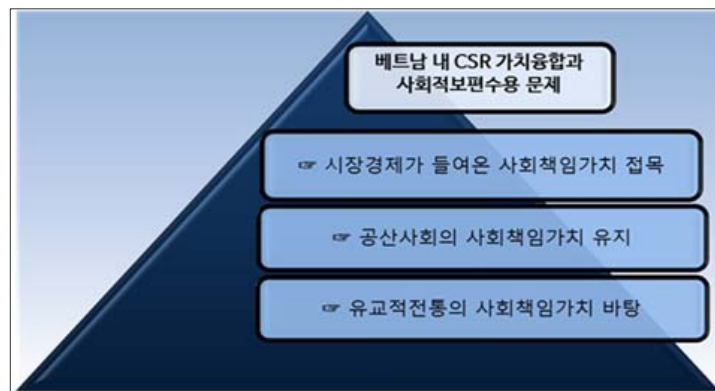 베트남 내 CSR 가치융합과
사회적보편수용 문제
☞ 시장경제가 들여온 사회책임가치 접목
☞ 공산사회의 사회책임가치 유지
☞ 유교적전통의 사회책임가치 바탕